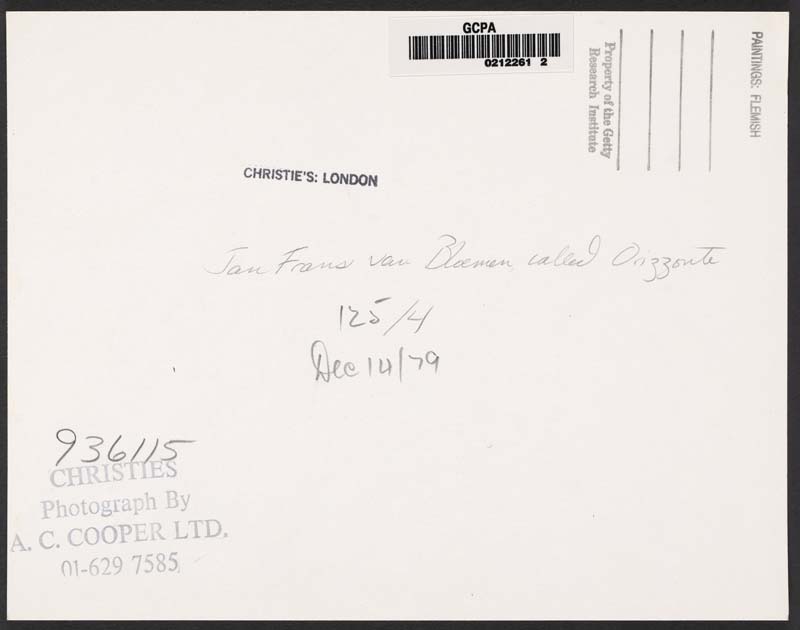 GCPA
0212261 2
PAINTINGS: FLEMISH
Property of the Getty
Research Institute
CHRISTIE'S: LONDON
Jan Frans van Bloemen called Orizzonte
125/4
Dec 14/79
936115
CHRISTIES
Photograph By
A. C. COOPER LTD.
01-629 7585